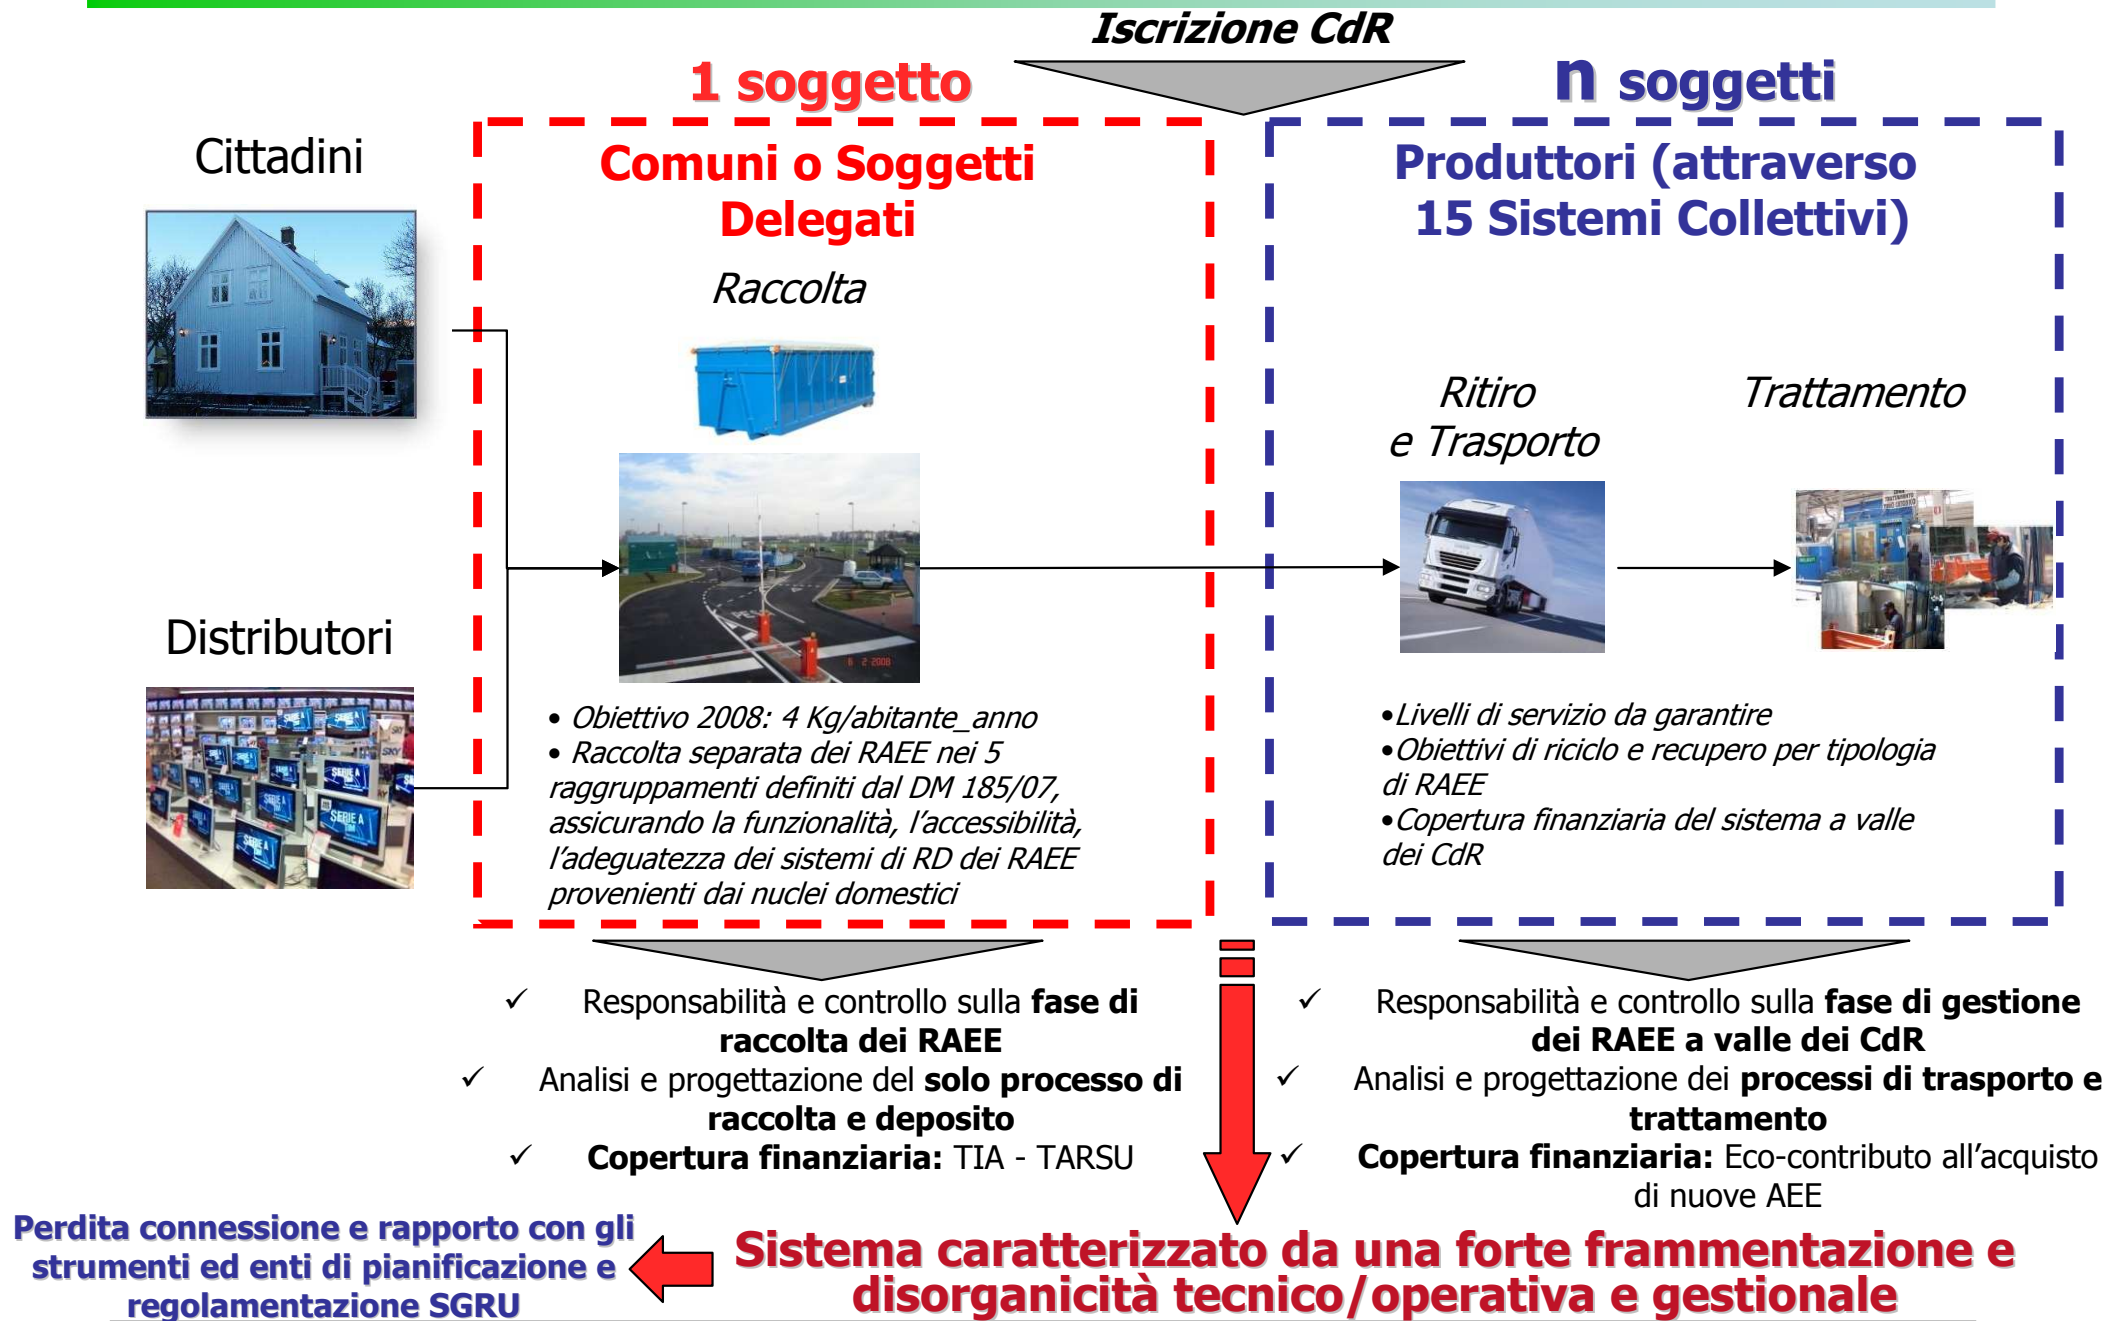 Iscrizione CdR
1 soggetto
n soggetti
Cittadini
Comuni o Soggetti
Delegati
Raccolta
Produttori (attraverso
15 Sistemi Collettivi)
Ritiro
e Trasporto
Trattamento
Distributori
• Obiettivo 2008: 4 Kg/abitante_anno
• Raccolta separata dei RAEE nei 5
raggruppamenti definiti dal DM 185/07,
assicurando la funzionalità, l'accessibilità,
l'adeguatezza dei sistemi di RD dei RAEE
provenienti dai nuclei domestici
•Livelli di servizio da garantire
•Obiettivi di riciclo e recupero per tipologia
di RAEE
•Copertura finanziaria del sistema a valle
dei CdR
✓ Responsabilità e controllo sulla fase di
raccolta dei RAEE
✓ Analisi e progettazione del solo processo di
raccolta e deposito
✓ Copertura finanziaria: TIA - TARSU
✓ Responsabilità e controllo sulla fase di gestione
dei RAEE a valle dei CdR
✓ Analisi e progettazione dei processi di trasporto e
trattamento
✓ Copertura finanziaria: Eco-contributo all'acquisto
di nuove AEE
Perdita connessione e rapporto con gli
strumenti ed enti di pianificazione e
regolamentazione SGRU
Sistema caratterizzato da una forte frammentazione e
disorganicità tecnico/operativa e gestionale